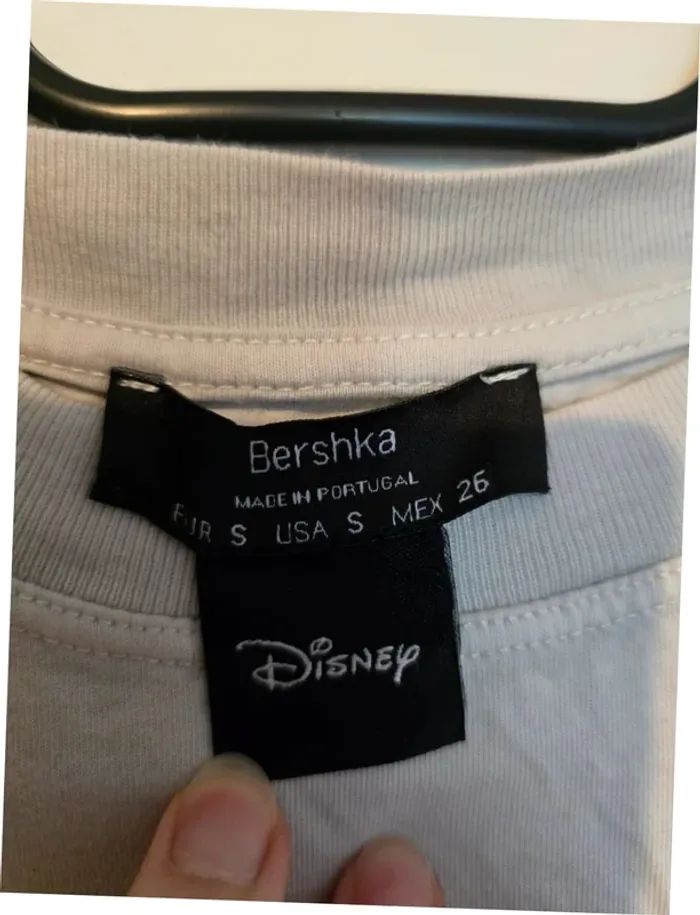 Bershka
MADE IN PORTUGAL
EUR S USA S MEX 26
Disney